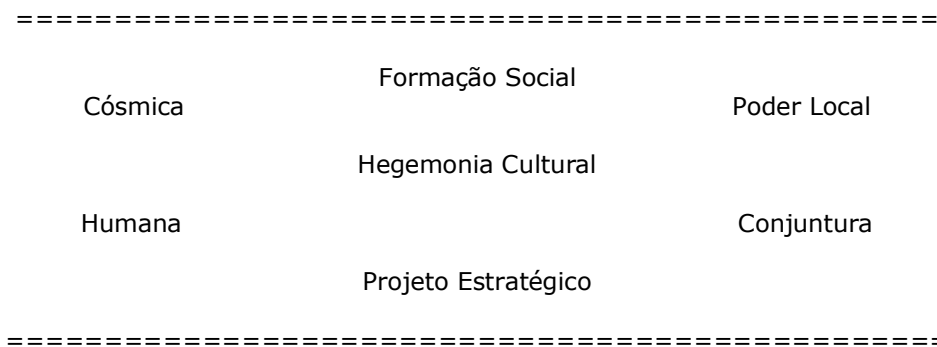 ===============================================
Formação Social
Cósmica Poder Local
Hegemonia Cultural
Humana Conjuntura
Projeto Estratégico
===============================================